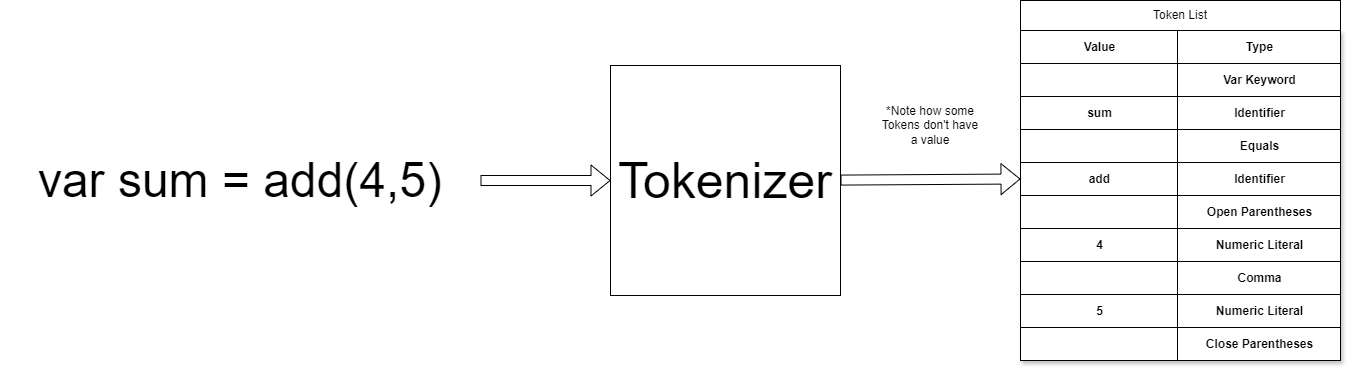 var sum = add(4,5)
Tokenizer
*Note how some
Tokens don't have
a value
Token List
Value Type
Var Keyword
sum Identifier
Equals
add Identifier
Open Parentheses
4 Numeric Literal
Comma
5 Numeric Literal
Close Parentheses